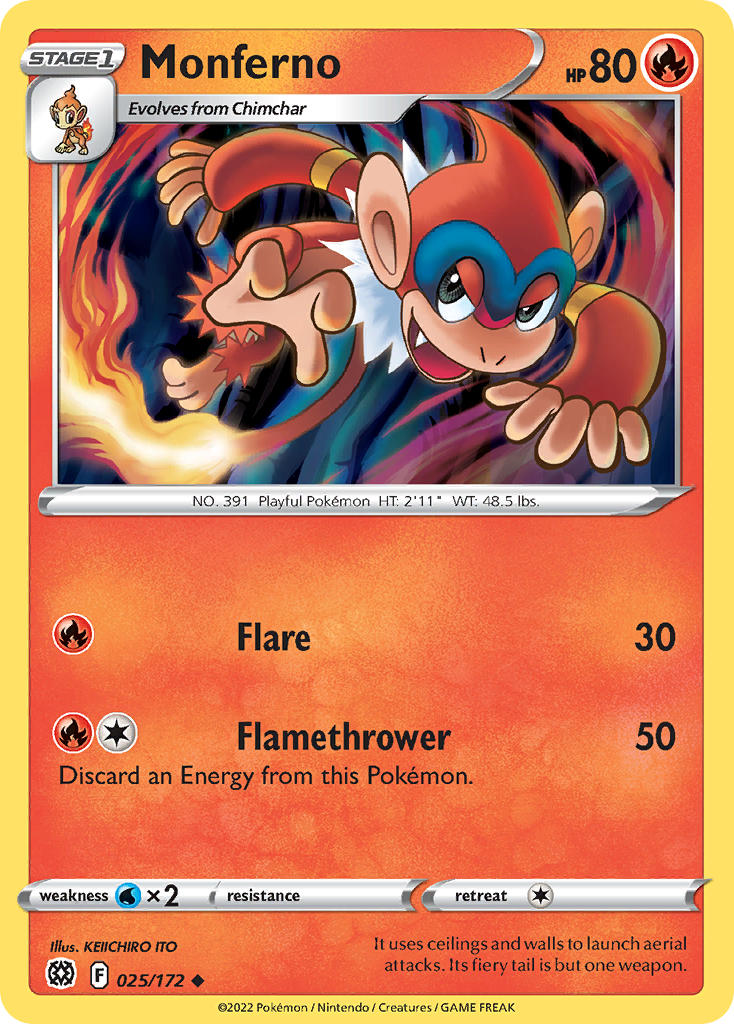 STAGE1
Monferno
HP 80
Evolves from Chimchar
NO. 391 Playful Pokémon HT: 2'11" WT: 48.5 lbs.
Flare 30
Flamethrower 50
Discard an Energy from this Pokémon.
weakness ×2 resistance retreat
Illus. KEIICHIRO ITO
It uses ceilings and walls to launch aerial
attacks. Its fiery tail is but one weapon.
F 025/172
©2022 Pokémon / Nintendo / Creatures / GAME FREAK